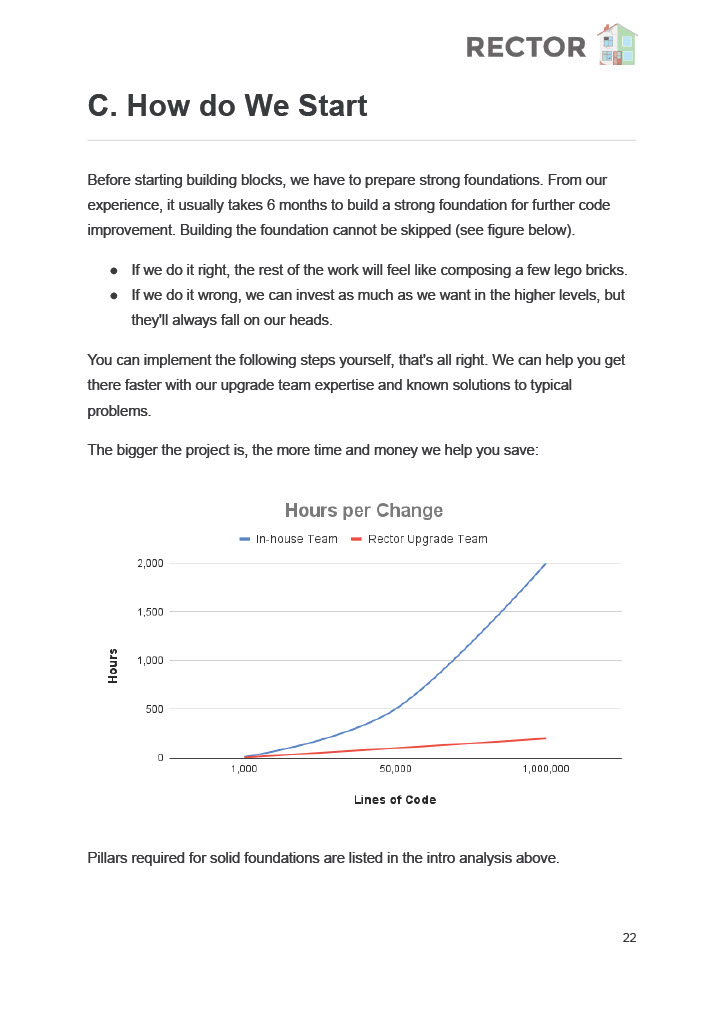 RECTOR
C. How do We Start
Before starting building blocks, we have to prepare strong foundations. From our
experience, it usually takes 6 months to build a strong foundation for further code
improvement. Building the foundation cannot be skipped (see figure below).
● If we do it right, the rest of the work will feel like composing a few lego bricks.
● If we do it wrong, we can invest as much as we want in the higher levels, but
they'll always fall on our heads.
You can implement the following steps yourself, that's all right. We can help you get
there faster with our upgrade team expertise and known solutions to typical
problems.
The bigger the project is, the more time and money we help you save:
Hours per Change
In-house Team Rector Upgrade Team
2,000
1,500
1,000
500
0
Hours
1,000 50,000 1,000,000
Lines of Code
Pillars required for solid foundations are listed in the intro analysis above.
22